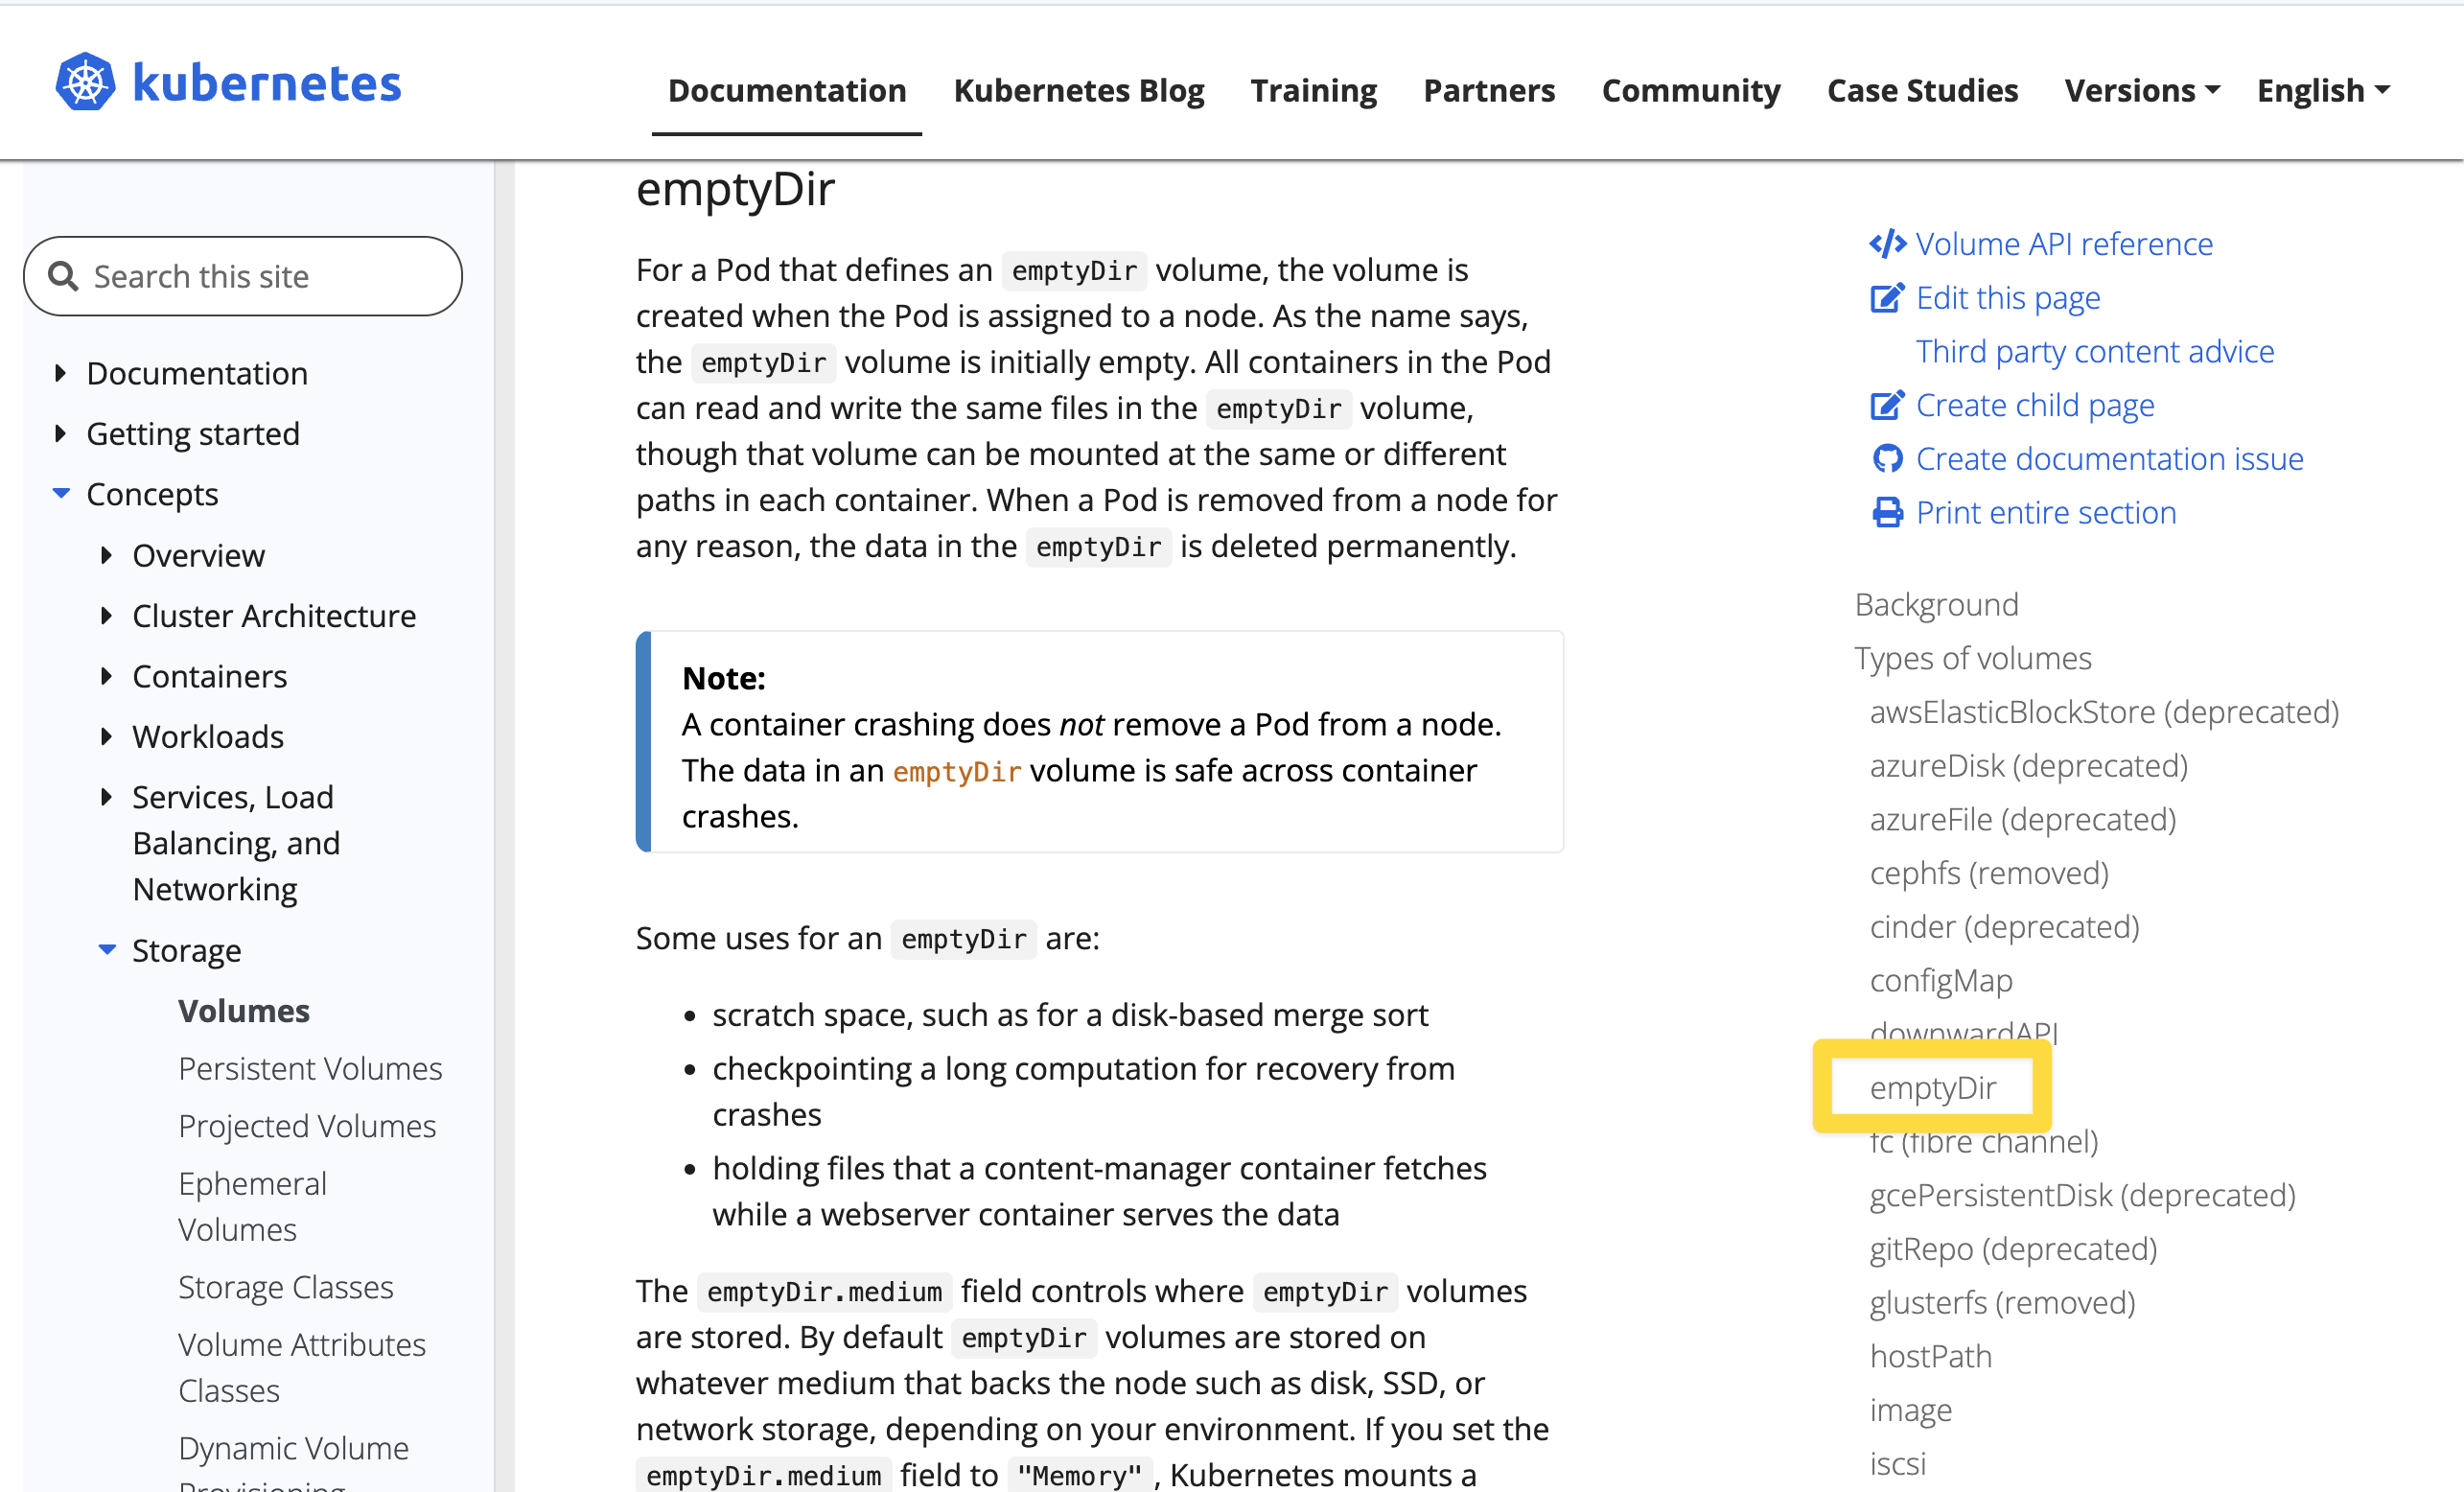 kubernetes
Documentation Kubernetes Blog Training Partners Community Case Studies Versions English
Search this site
Documentation
Getting started
Concepts
Overview
Cluster Architecture
Containers
Workloads
Services, Load
Balancing, and
Networking
Storage
Volumes
Persistent Volumes
Projected Volumes
Ephemeral
Volumes
Storage Classes
Volume Attributes
Classes
Dynamic Volume
Provisioning
emptyDir
For a Pod that defines an emptyDir volume, the volume is
created when the Pod is assigned to a node. As the name says,
the emptyDir volume is initially empty. All containers in the Pod
can read and write the same files in the emptyDir volume,
though that volume can be mounted at the same or different
paths in each container. When a Pod is removed from a node for
any reason, the data in the emptyDir is deleted permanently.
Note:
A container crashing does not remove a Pod from a node.
The data in an emptyDir volume is safe across container
crashes.
Some uses for an emptyDir are:
• scratch space, such as for a disk-based merge sort
• checkpointing a long computation for recovery from
crashes
• holding files that a content-manager container fetches
while a webserver container serves the data
The emptyDir.medium field controls where emptyDir volumes
are stored. By default emptyDir volumes are stored on
whatever medium that backs the node such as disk, SSD, or
network storage, depending on your environment. If you set the
emptyDir.medium field to "Memory", Kubernetes mounts a
Volume API reference
Edit this page
Third party content advice
Create child page
Create documentation issue
Print entire section
Background
Types of volumes
awsElasticBlockStore (deprecated)
azureDisk (deprecated)
azureFile (deprecated)
cephfs (removed)
cinder (deprecated)
configMap
downwardAPI
emptyDir
fc (fibre channel)
gcePersistentDisk (deprecated)
gitRepo (deprecated)
glusterfs (removed)
hostPath
image
iscsi